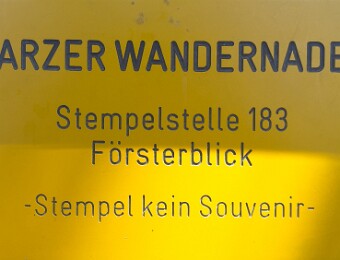 ARZER WANDERNADE
Stempelstelle 183
Försterblick
-Stempel kein Souvenir-